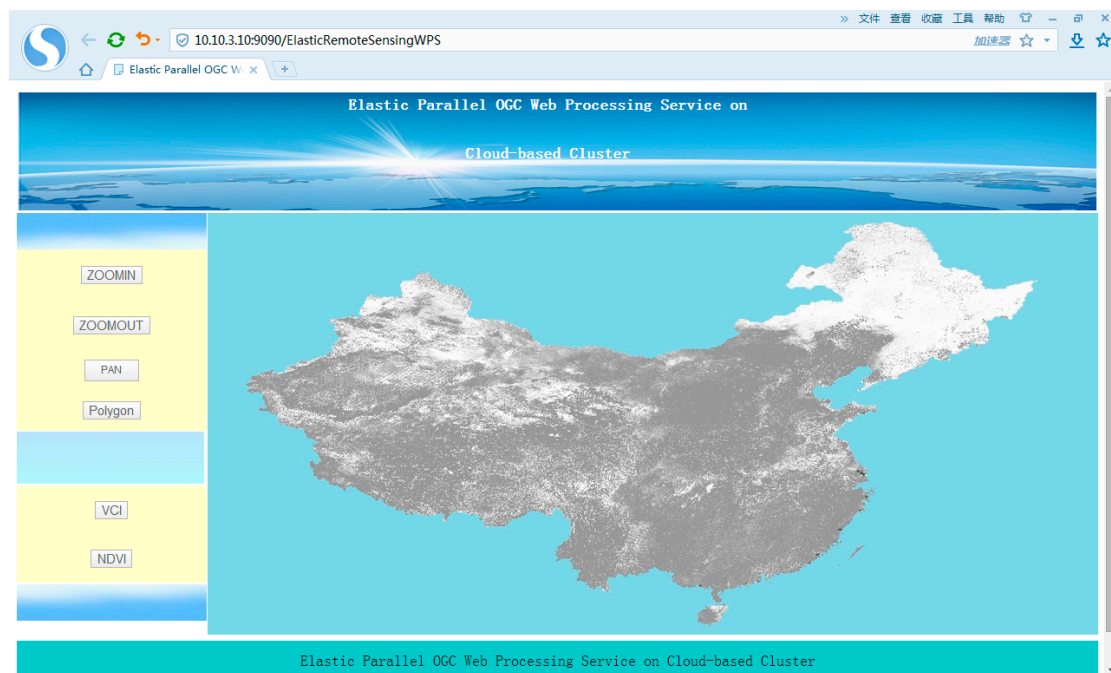 » 文件 查看 收藏 工具 帮助
10.10.3.10:9090/ElasticRemoteSensingWPS 加速器
Elastic Parallel OGC W
Elastic Parallel OGC Web Processing Service on
Cloud-based Cluster
ZOOMIN
ZOOMOUT
PAN
Polygon
VCI
NDVI
Elastic Parallel OGC Web Processing Service on Cloud-based Cluster